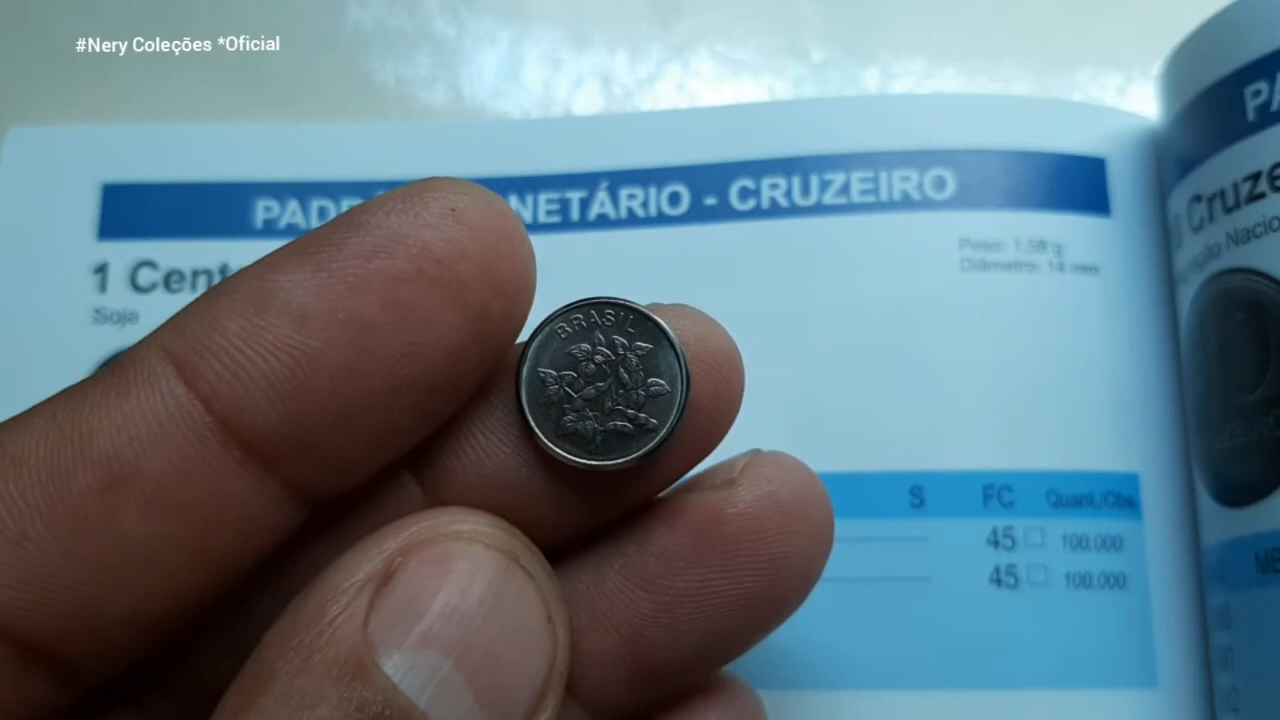 #Nery Coleções *Oficial
NETÁRIO - CRUZEIRO
1 Cent
Soja
Peso: 1,58 g
Diâmetro: 14 mm
BRASIL
S FC Quant./Obs.
45 100.000
45 100.000
Cruze